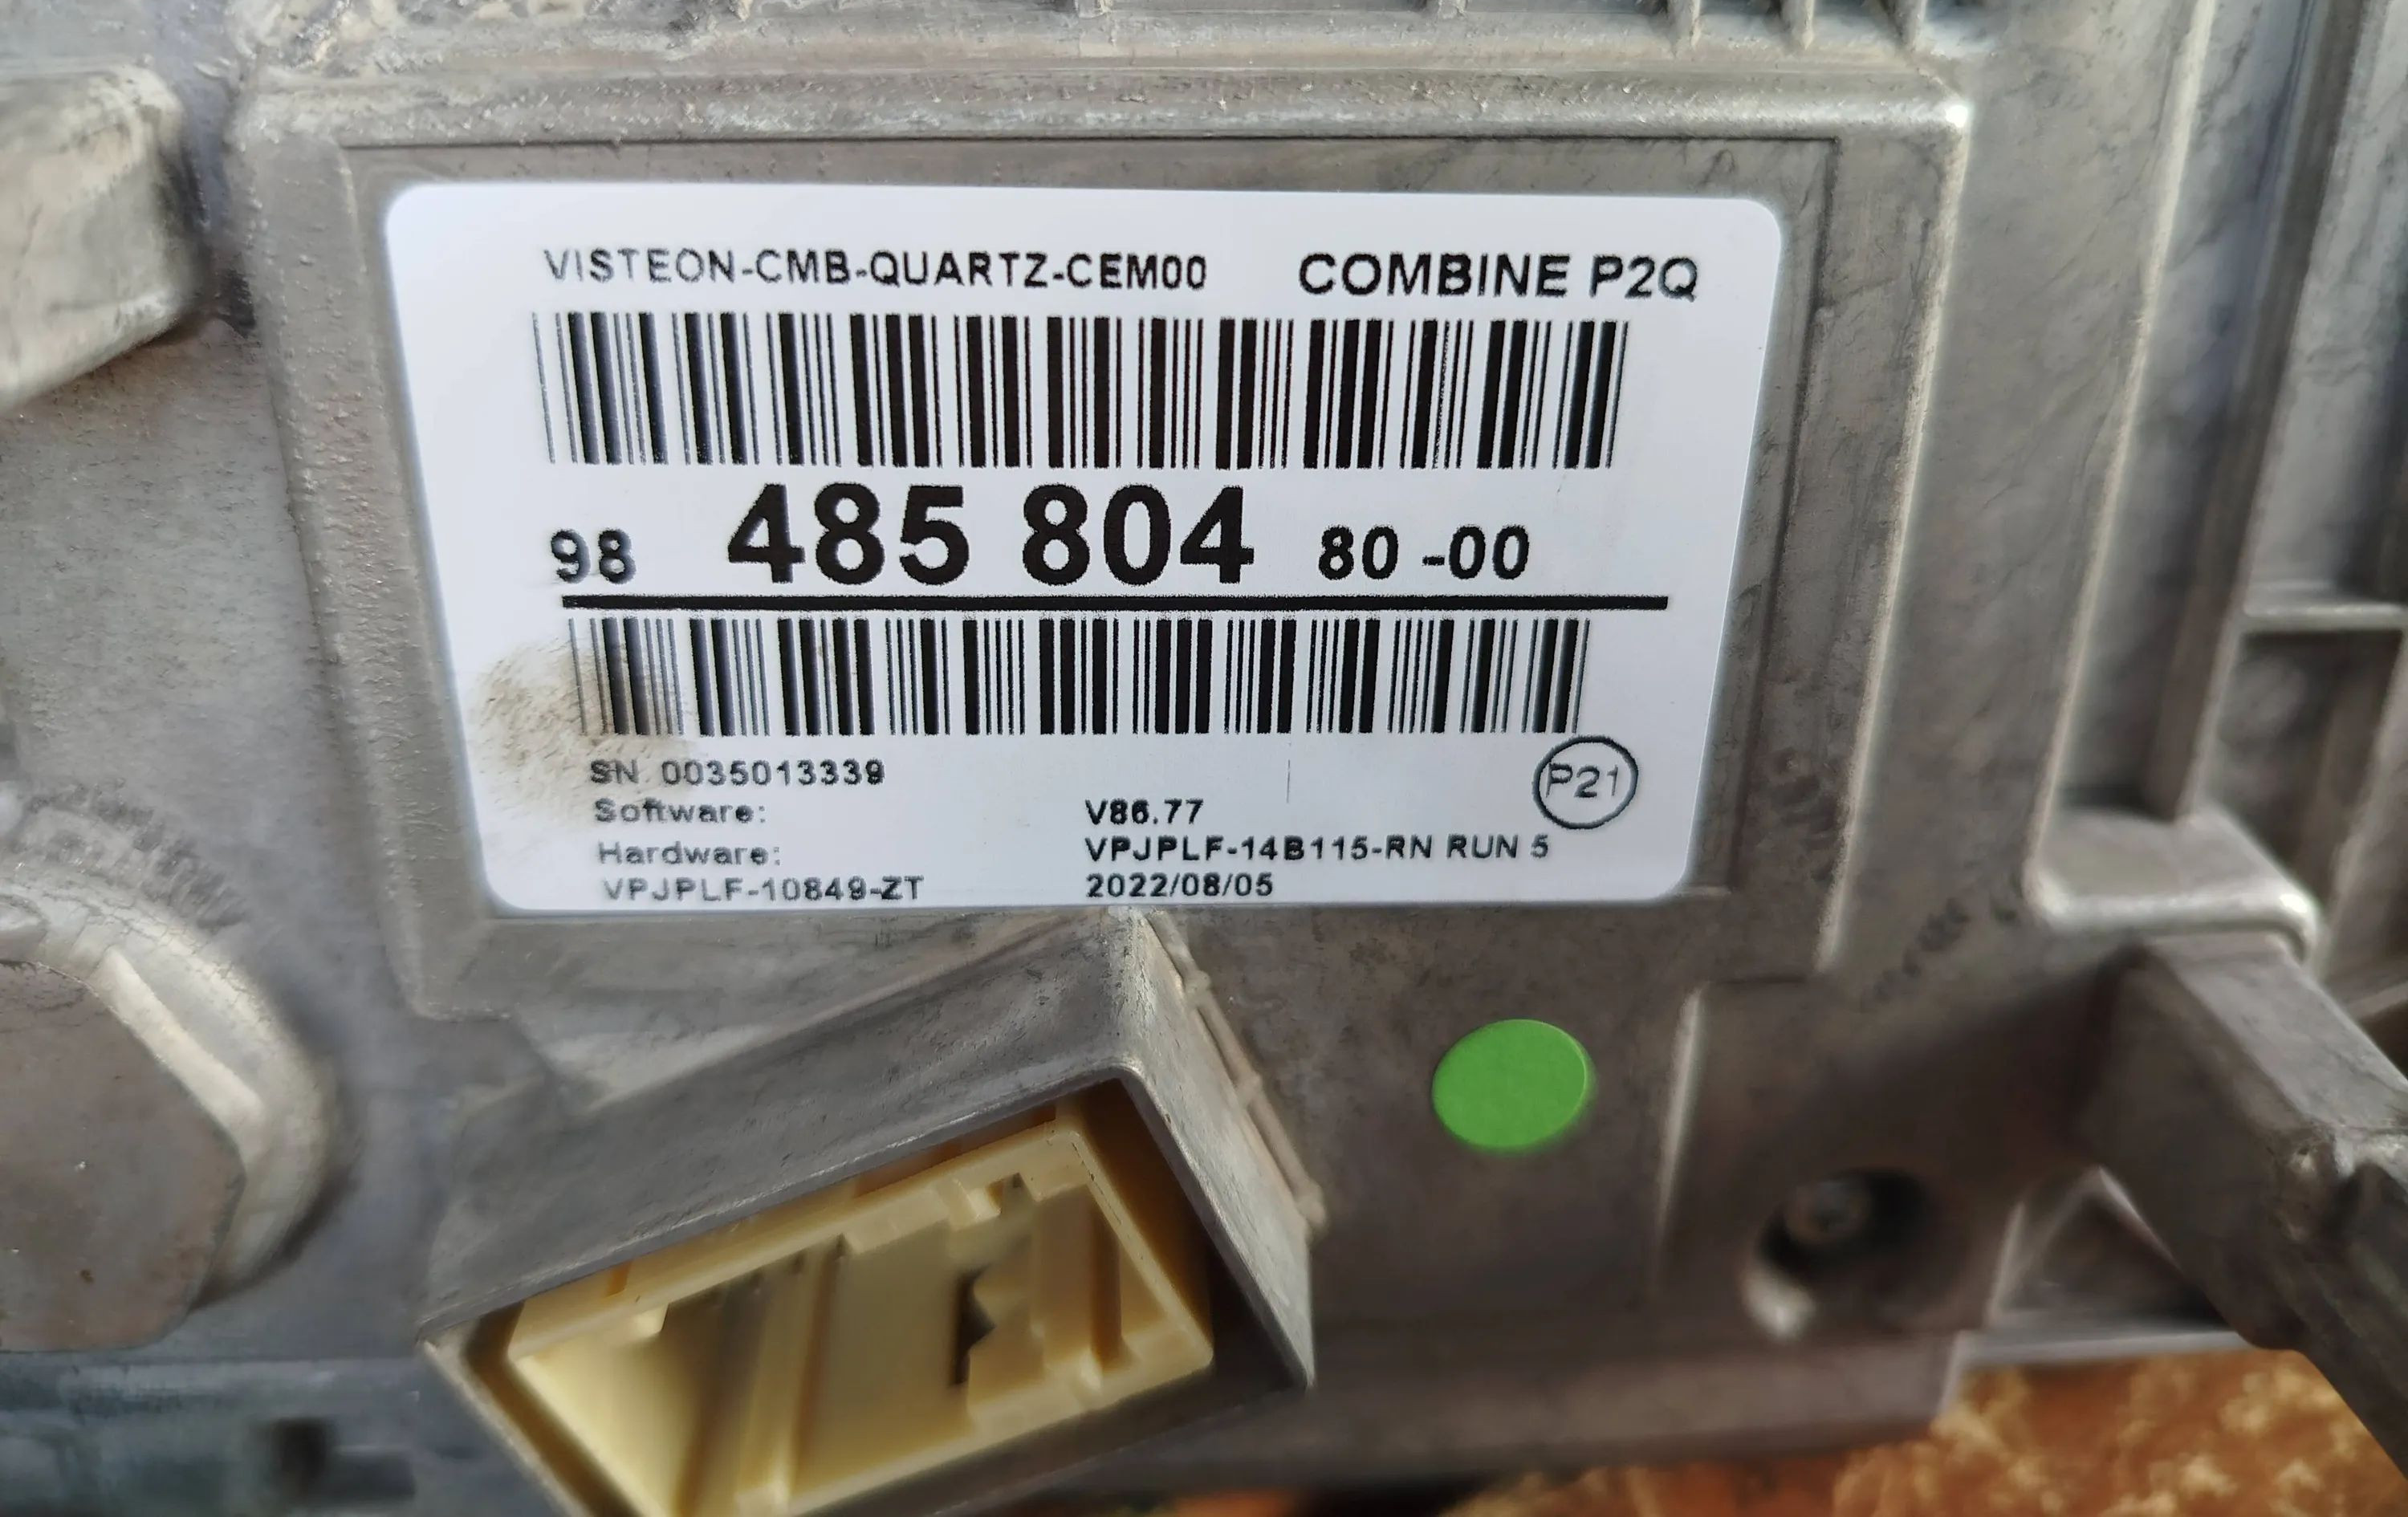 VISTEON-CMB-QUARTZ-CEM00 COMBINE P2Q
98 485 804 80 -00
SN 0035013339
P21
Software: V86.77
Hardware: VPJPLF-14B115-RN RUN 5
VPJPLF-10849-ZT 2022/08/05